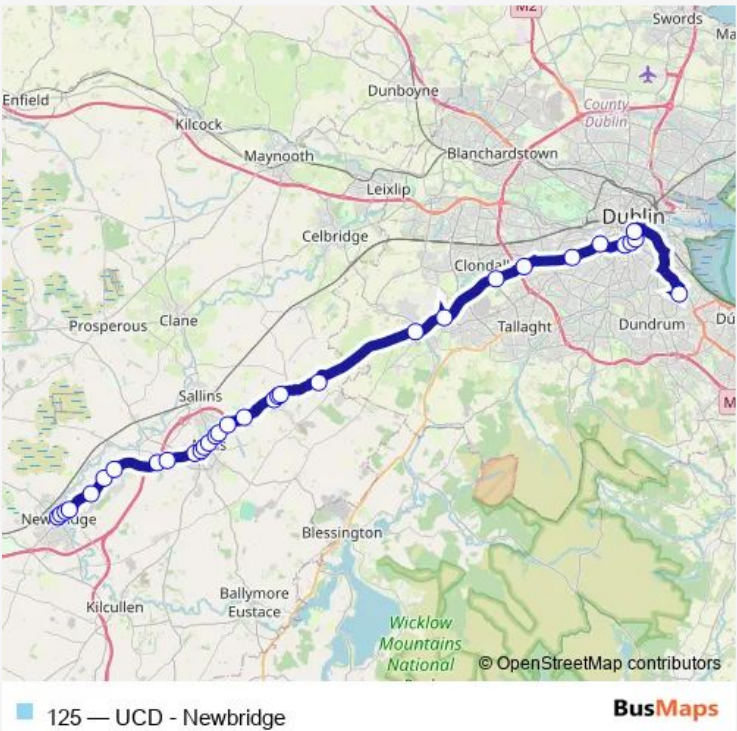 M2
Swords
Ma
Enfield
Dunboyne
County
Dublin
Kilcock
Maynooth
Blanchardstown
Leixlip
Dublin
Celbridge
Clondal
Prosperous
Clane
Tallaght
Dundrum
Dú
Sallins
M
Newbridge
Blessington
Kilcullen
Ballymore
Eustace
Wicklow
Mountains
National
© OpenStreetMap contributors
125 — UCD - Newbridge
BusMaps